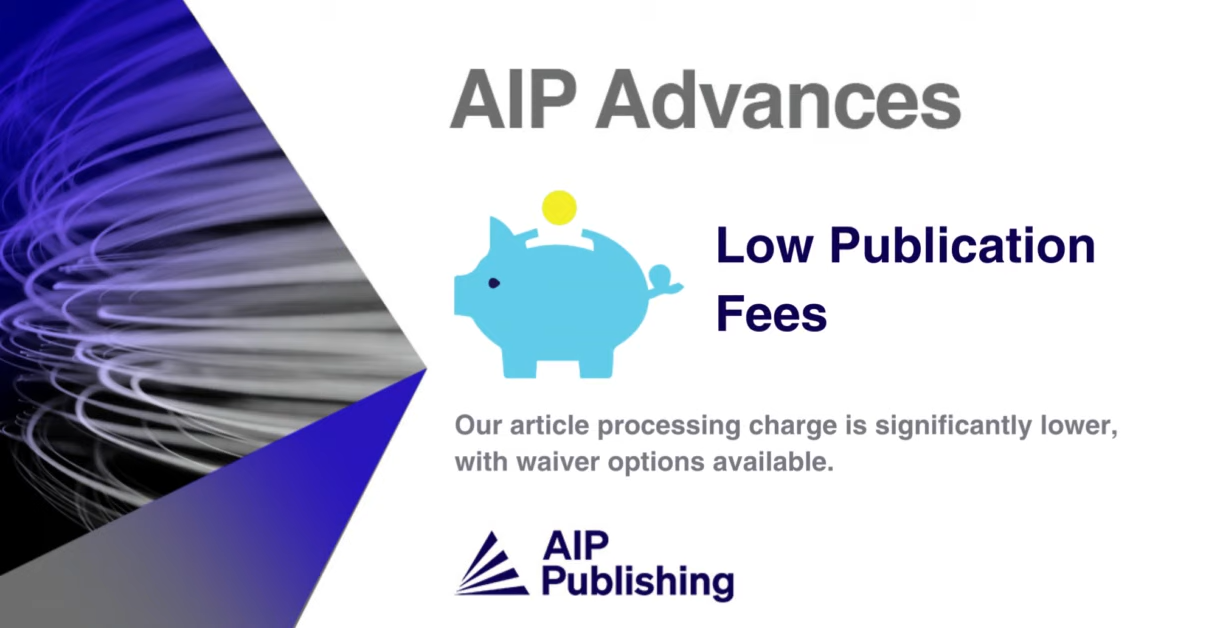 AIP Advances
Low Publication
Fees
Our article processing charge is significantly lower,
with waiver options available.
AIP
Publishing